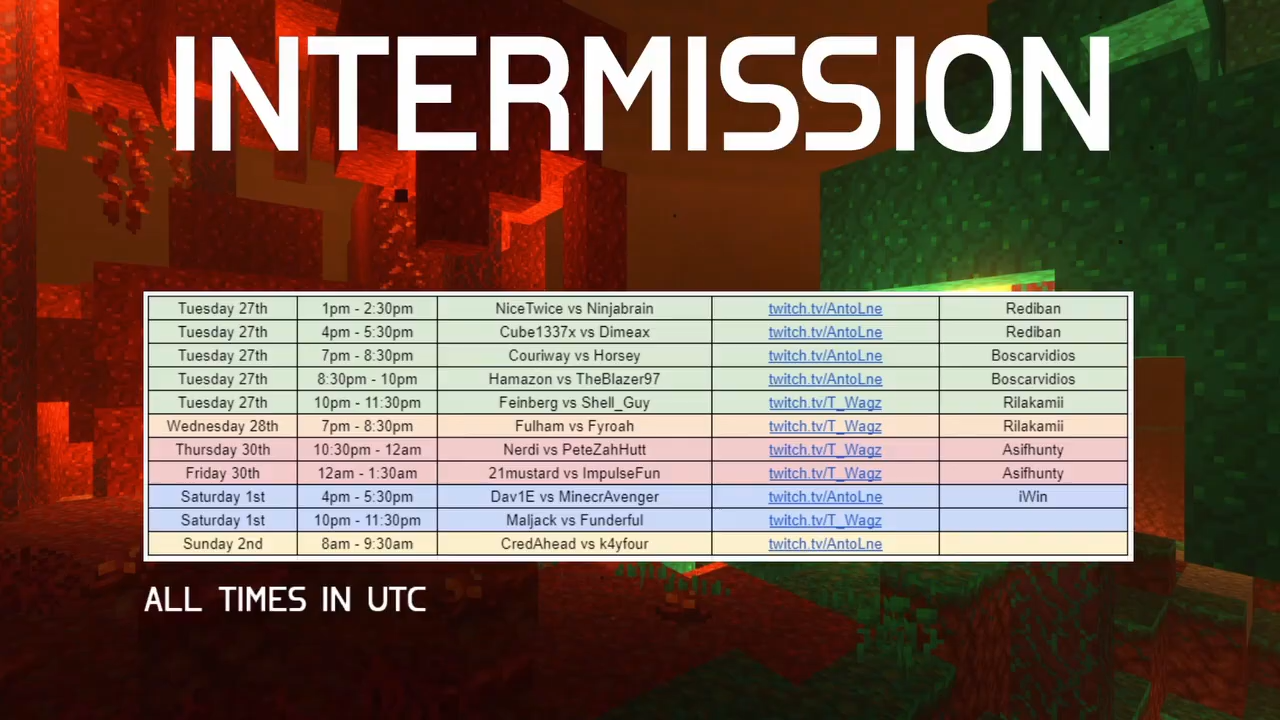 INTERMISSION
Tuesday 27th 1pm - 2:30pm NiceTwice vs Ninjabrain twitch.tv/AntoLne Rediban
Tuesday 27th 4pm - 5:30pm Cube1337x vs Dimeax twitch.tv/AntoLne Rediban
Tuesday 27th 7pm - 8:30pm Couriway vs Horsey twitch.tv/AntoLne Boscarvidios
Tuesday 27th 8:30pm - 10pm Hamazon vs TheBlazer97 twitch.tv/AntoLne Boscarvidios
Tuesday 27th 10pm - 11:30pm Feinberg vs Shell_Guy twitch.tv/T_Wagz Rilakamii
Wednesday 28th 7pm - 8:30pm Fulham vs Fyroah twitch.tv/T_Wagz Rilakamii
Thursday 30th 10:30pm - 12am Nerdi vs PeteZahHutt twitch.tv/T_Wagz Asifhunty
Friday 30th 12am - 1:30am 21mustard vs ImpulseFun twitch.tv/T_Wagz Asifhunty
Saturday 1st 4pm - 5:30pm Dav1E vs MinecrAvenger twitch.tv/AntoLne iWin
Saturday 1st 10pm - 11:30pm Maljack vs Funderful twitch.tv/T_Wagz
Sunday 2nd 8am - 9:30am CredAhead vs k4yfour twitch.tv/AntoLne
ALL TIMES IN UTC